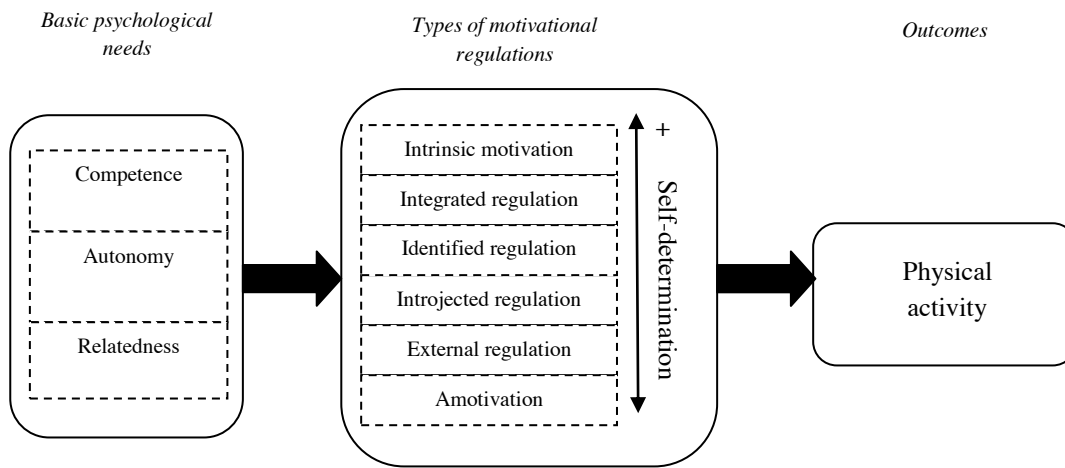 Basic psychological
needs
Types of motivational
regulations
Outcomes
Competence
Autonomy
Relatedness
Intrinsic motivation
Integrated regulation
Identified regulation
Introjected regulation
External regulation
Amotivation
+
Self-determination
Physical
activity